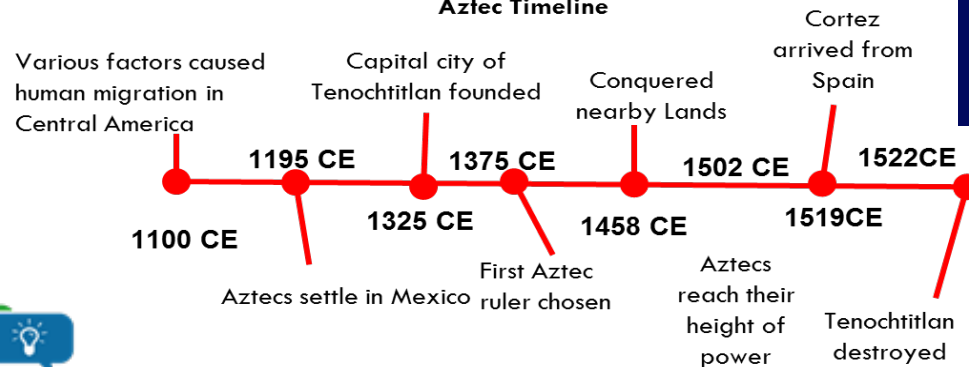 Aztec Timeline
Various factors caused
human migration in
Central America
Capital city of
Tenochtitlan founded
Conquered
nearby Lands
Cortez
arrived from
Spain
1195 CE
1375 CE
1502 CE
1522CE
1100 CE
1325 CE
1458 CE
1519CE
Aztecs settle in Mexico
First Aztec
ruler chosen
Aztecs
reach their
height of
power
Tenochtitlan
destroyed